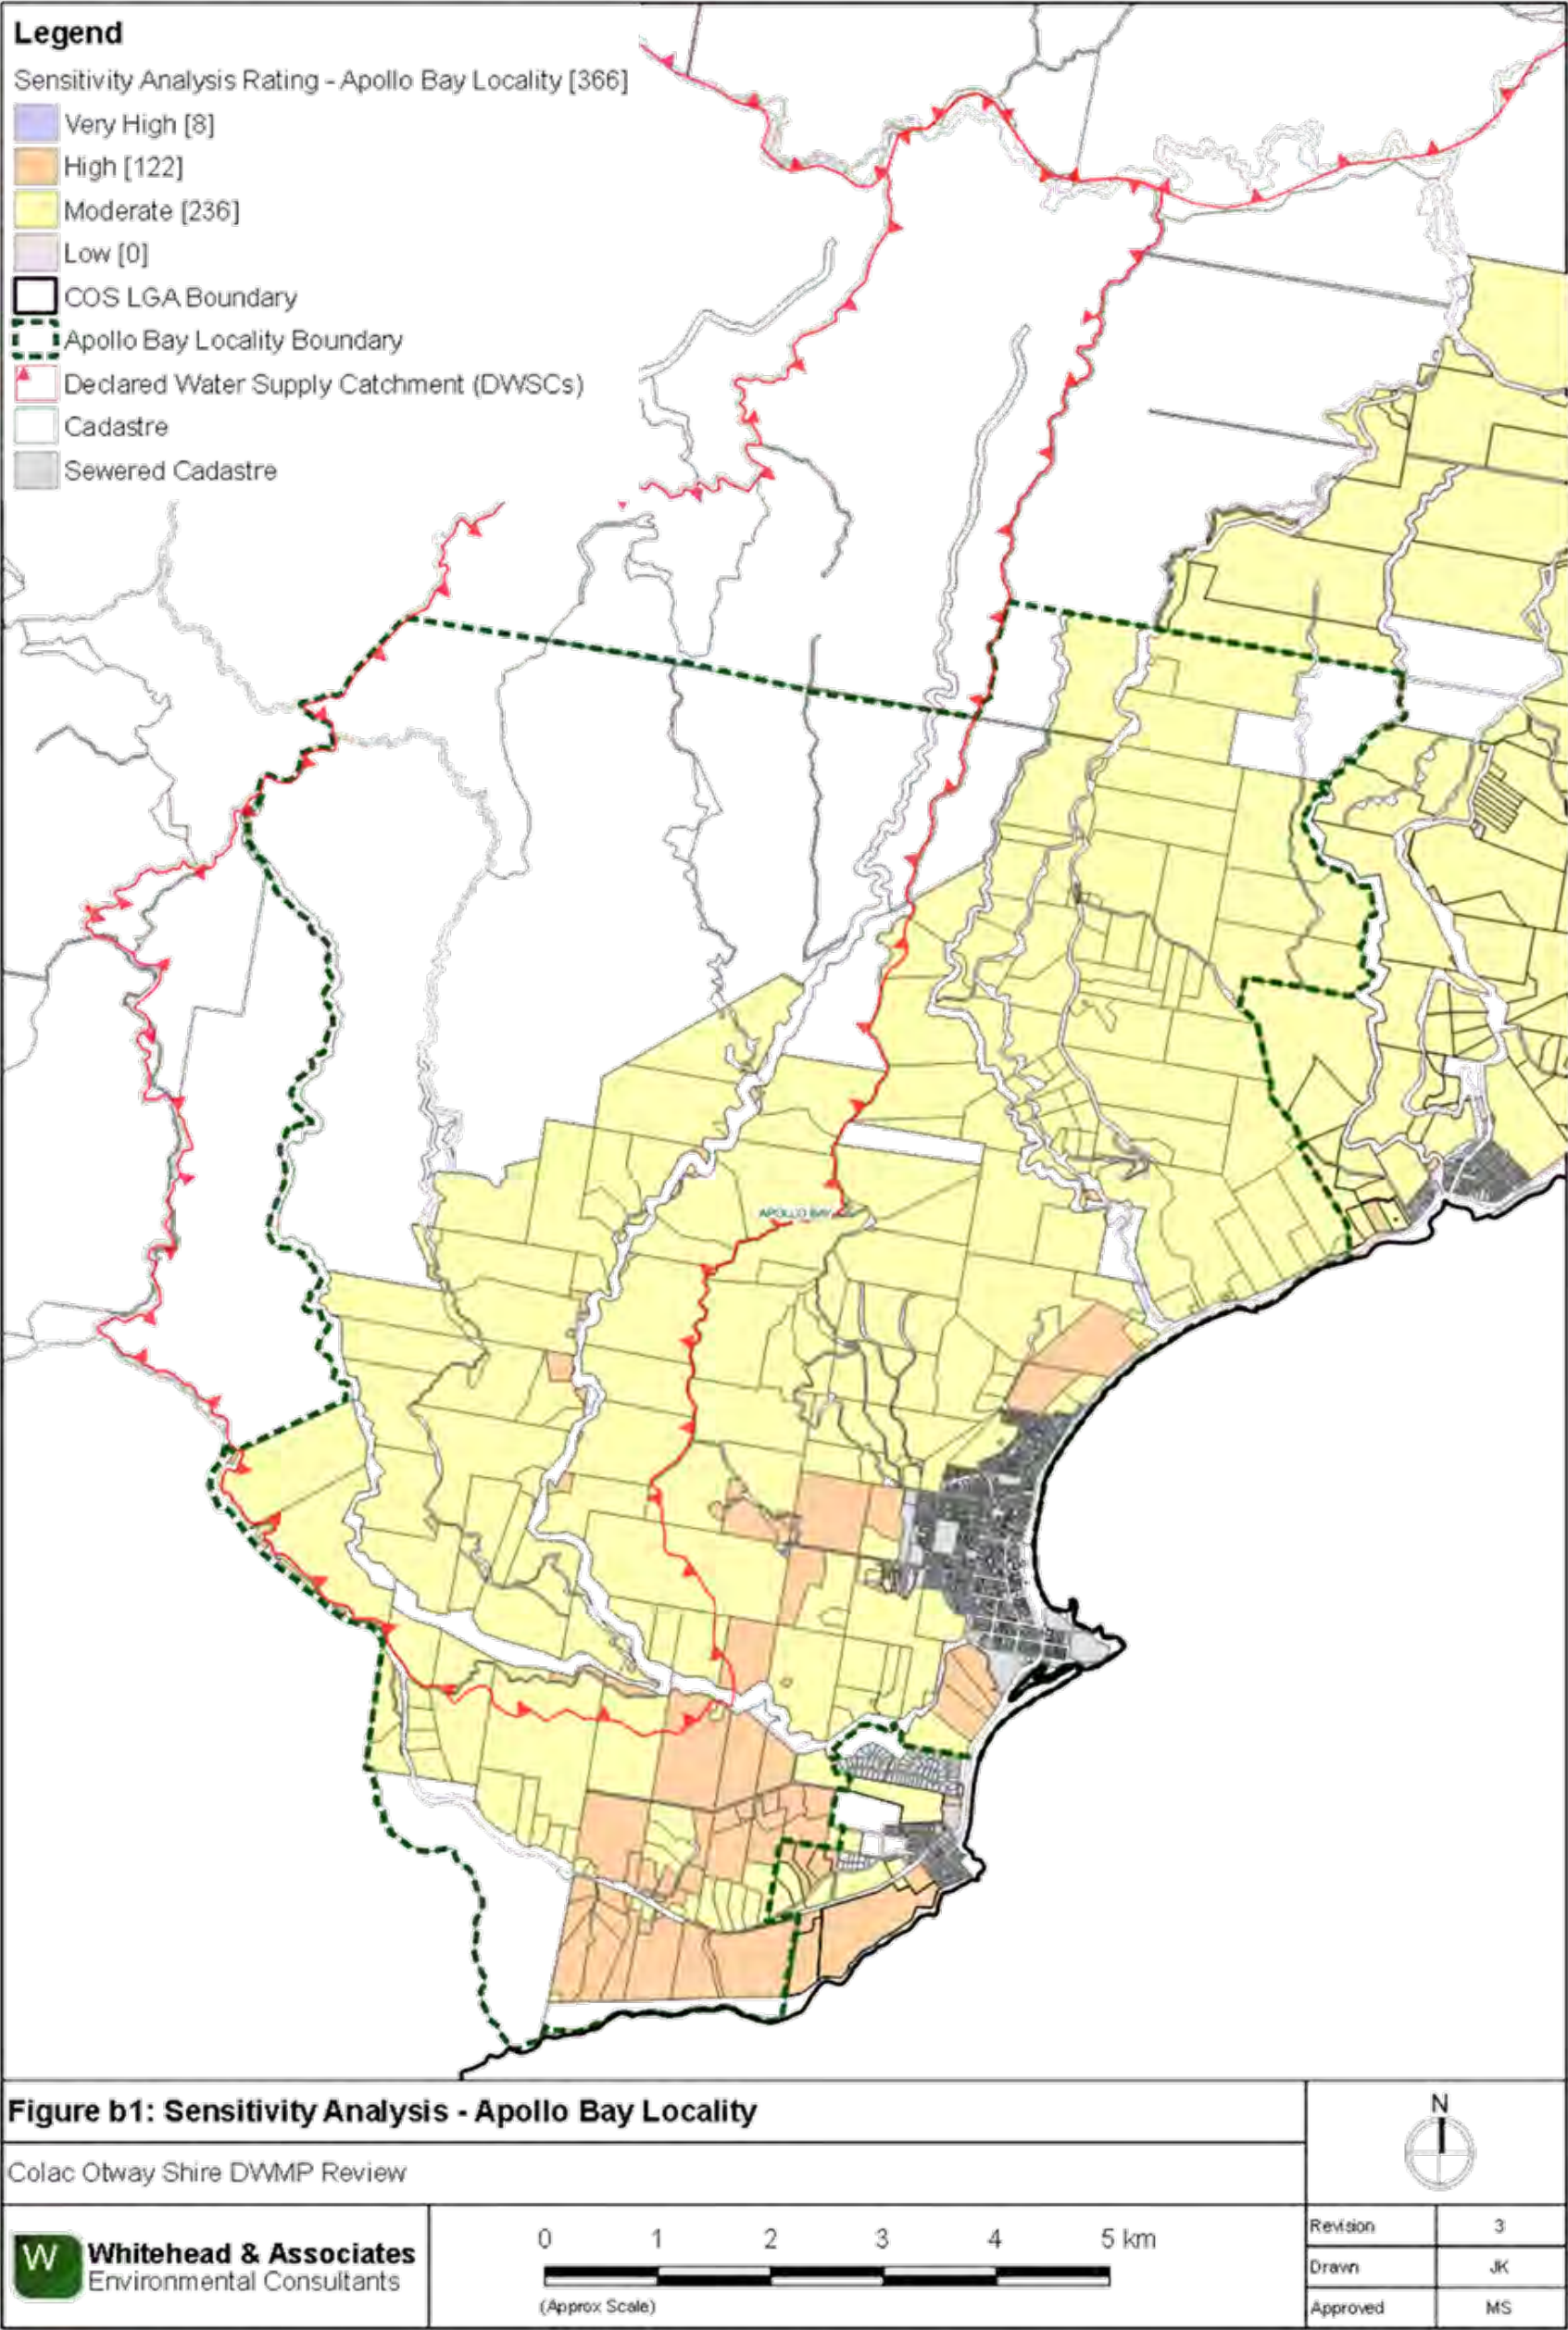 Legend
Sensitivity Analysis Rating - Apollo Bay Locality [366]
Very High [8]
High [122]
Moderate [236]
Low [0]
COS LGA Boundary
Apollo Bay Locality Boundary
Declared Water Supply Catchment (DWSCs)
Cadastre
Sewered Cadastre
APOLLO BAY
Figure b1: Sensitivity Analysis - Apollo Bay Locality
Colac Otway Shire DWMP Review
N
W
Whitehead & Associates
Environmental Consultants
0 1 2 3 4 5 km
(Approx Scale)
Revision 3
Drawn JK
Approved MS